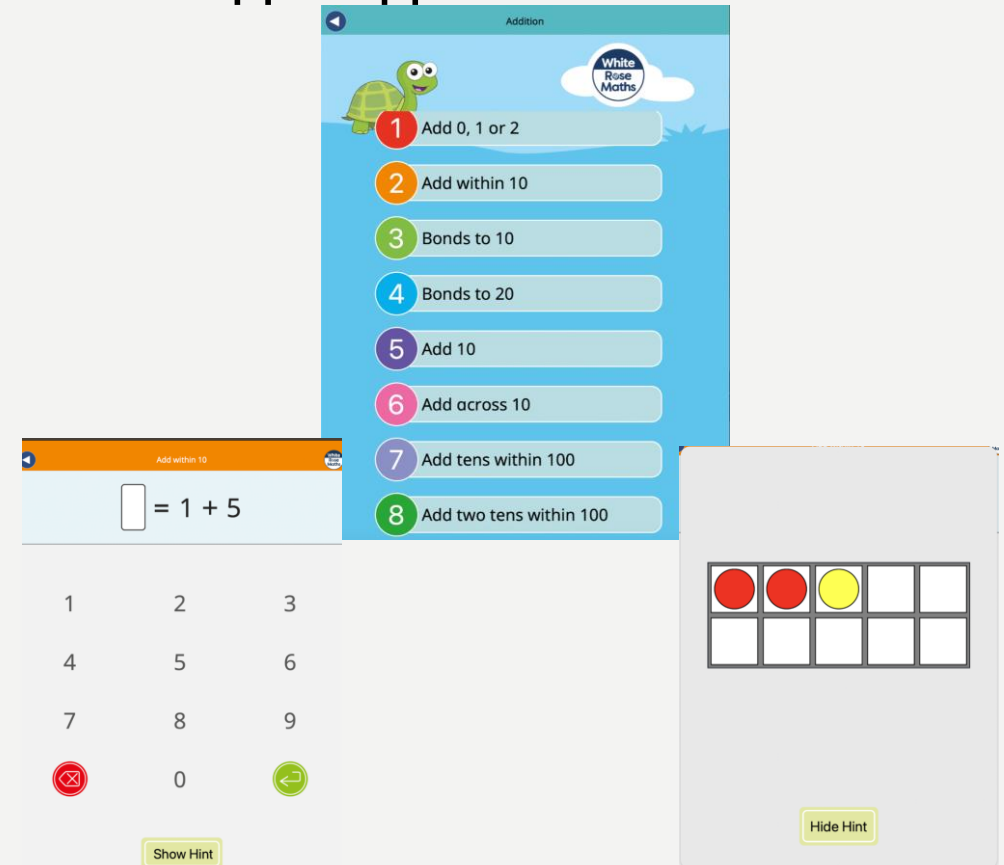 Addition
White
Rose
Maths
1 Add 0, 1 or 2
2 Add within 10
3 Bonds to 10
4 Bonds to 20
5 Add 10
6 Add across 10
7 Add tens within 100
8 Add two tens within 100
Add within 10
White
Rose
Maths
= 1 + 5
1 2 3
4 5 6
7 8 9
0
Show Hint
Hide Hint